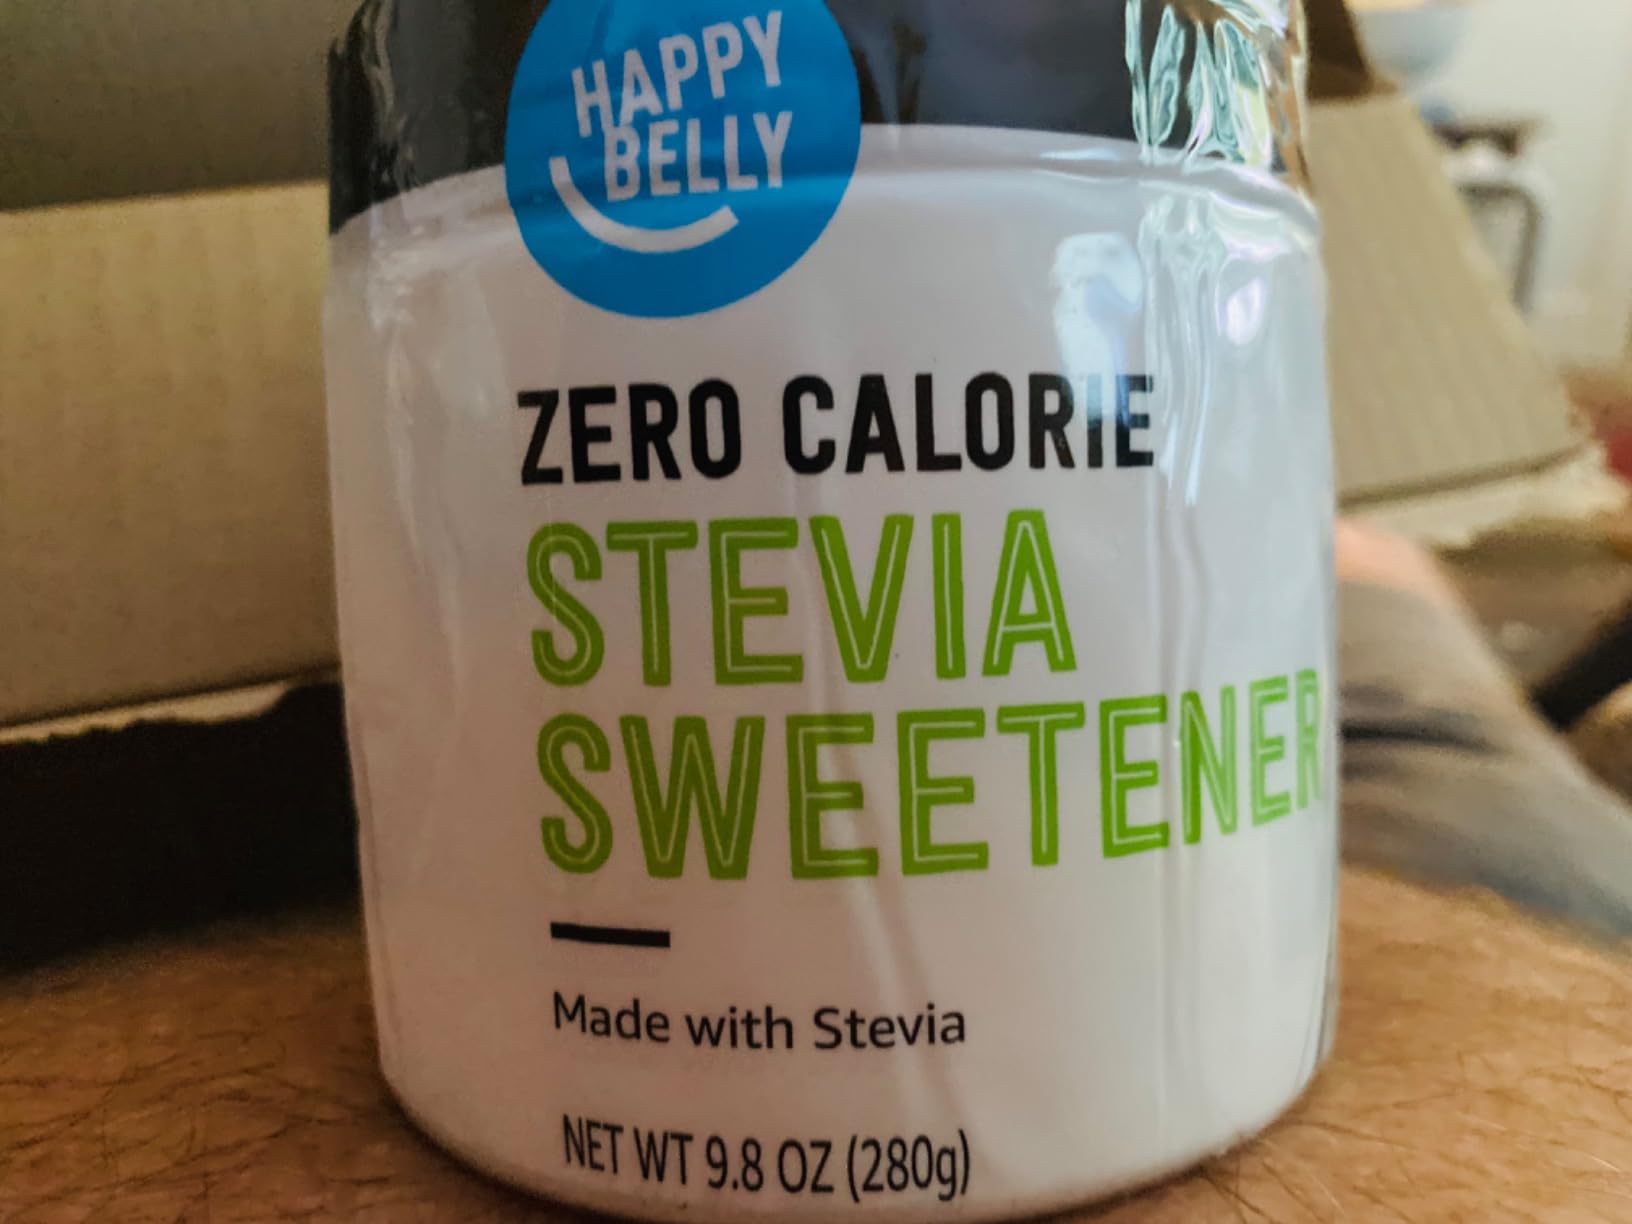 HAPPY
BELLY
ZERO CALORIE
STEVIA
SWEETENER
Made with Stevia
NET WT 9.8 OZ (280g)